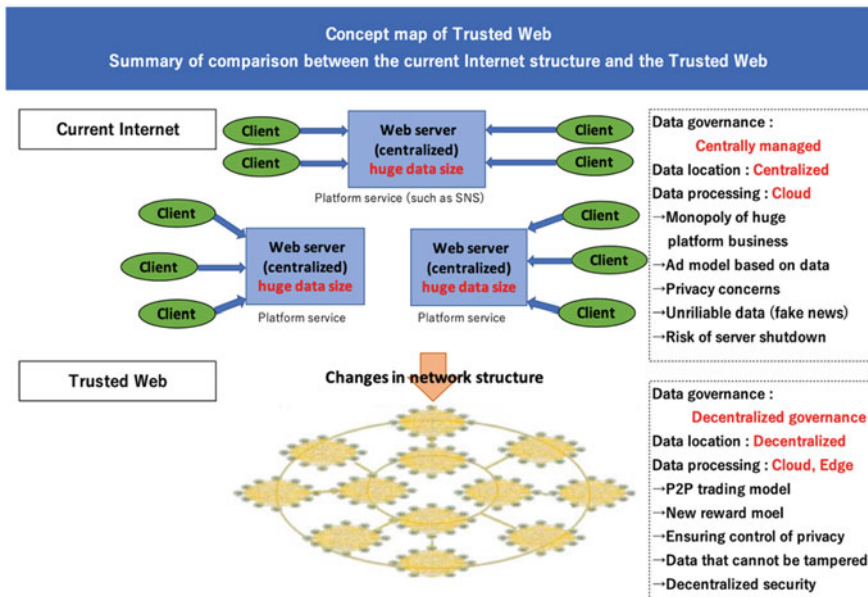 Concept map of Trusted Web
Summary of comparison between the current Internet structure and the Trusted Web
Current Internet
Client
Client
Web server
(centralized)
huge data size
Client
Client
Platform service (such as SNS)
Client
Client
Client
Web server
(centralized)
huge data size
Platform service
Web server
(centralized)
huge data size
Platform service
Client
Client
Client
Data governance :
Centrally managed
Data location : Centralized
Data processing : Cloud
→Monopoly of huge
platform business
→Ad model based on data
→Privacy concerns
→Unriliable data (fake news)
→Risk of server shutdown
Trusted Web
Changes in network structure
Data governance :
Decentralized governance
Data location : Decentralized
Data processing : Cloud, Edge
→P2P trading model
→New reward moel
→Ensuring control of privacy
→Data that cannot be tampered
→Decentralized security